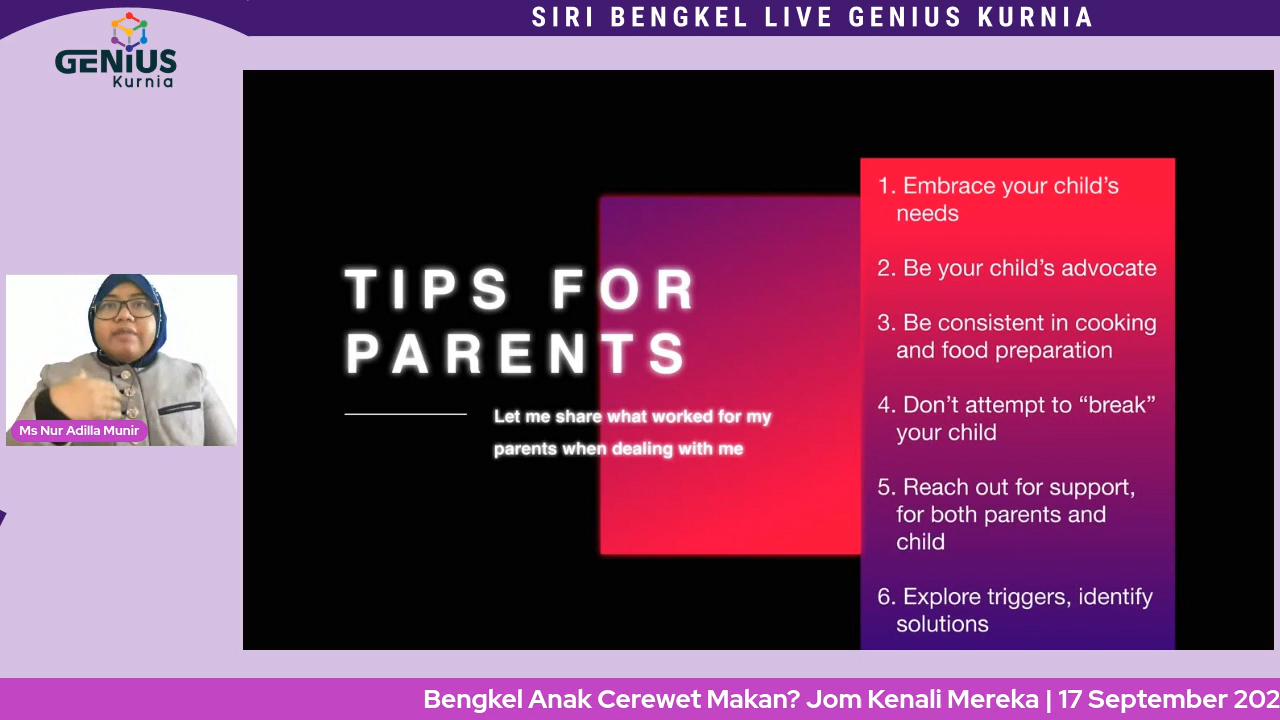 SIRI BENGKEL LIVE GENIUS KURNIA
GENIUS
Kurnia
TIPS FOR
PARENTS
Let me share what worked for my
parents when dealing with me
1. Embrace your child's
needs
2. Be your child's advocate
3. Be consistent in cooking
and food preparation
4. Don't attempt to “break”
your child
5. Reach out for support,
for both parents and
child
6. Explore triggers, identify
solutions
Ms Nur Adilla Munir
Bengkel Anak Cerewet Makan? Jom Kenali Mereka | 17 September 202